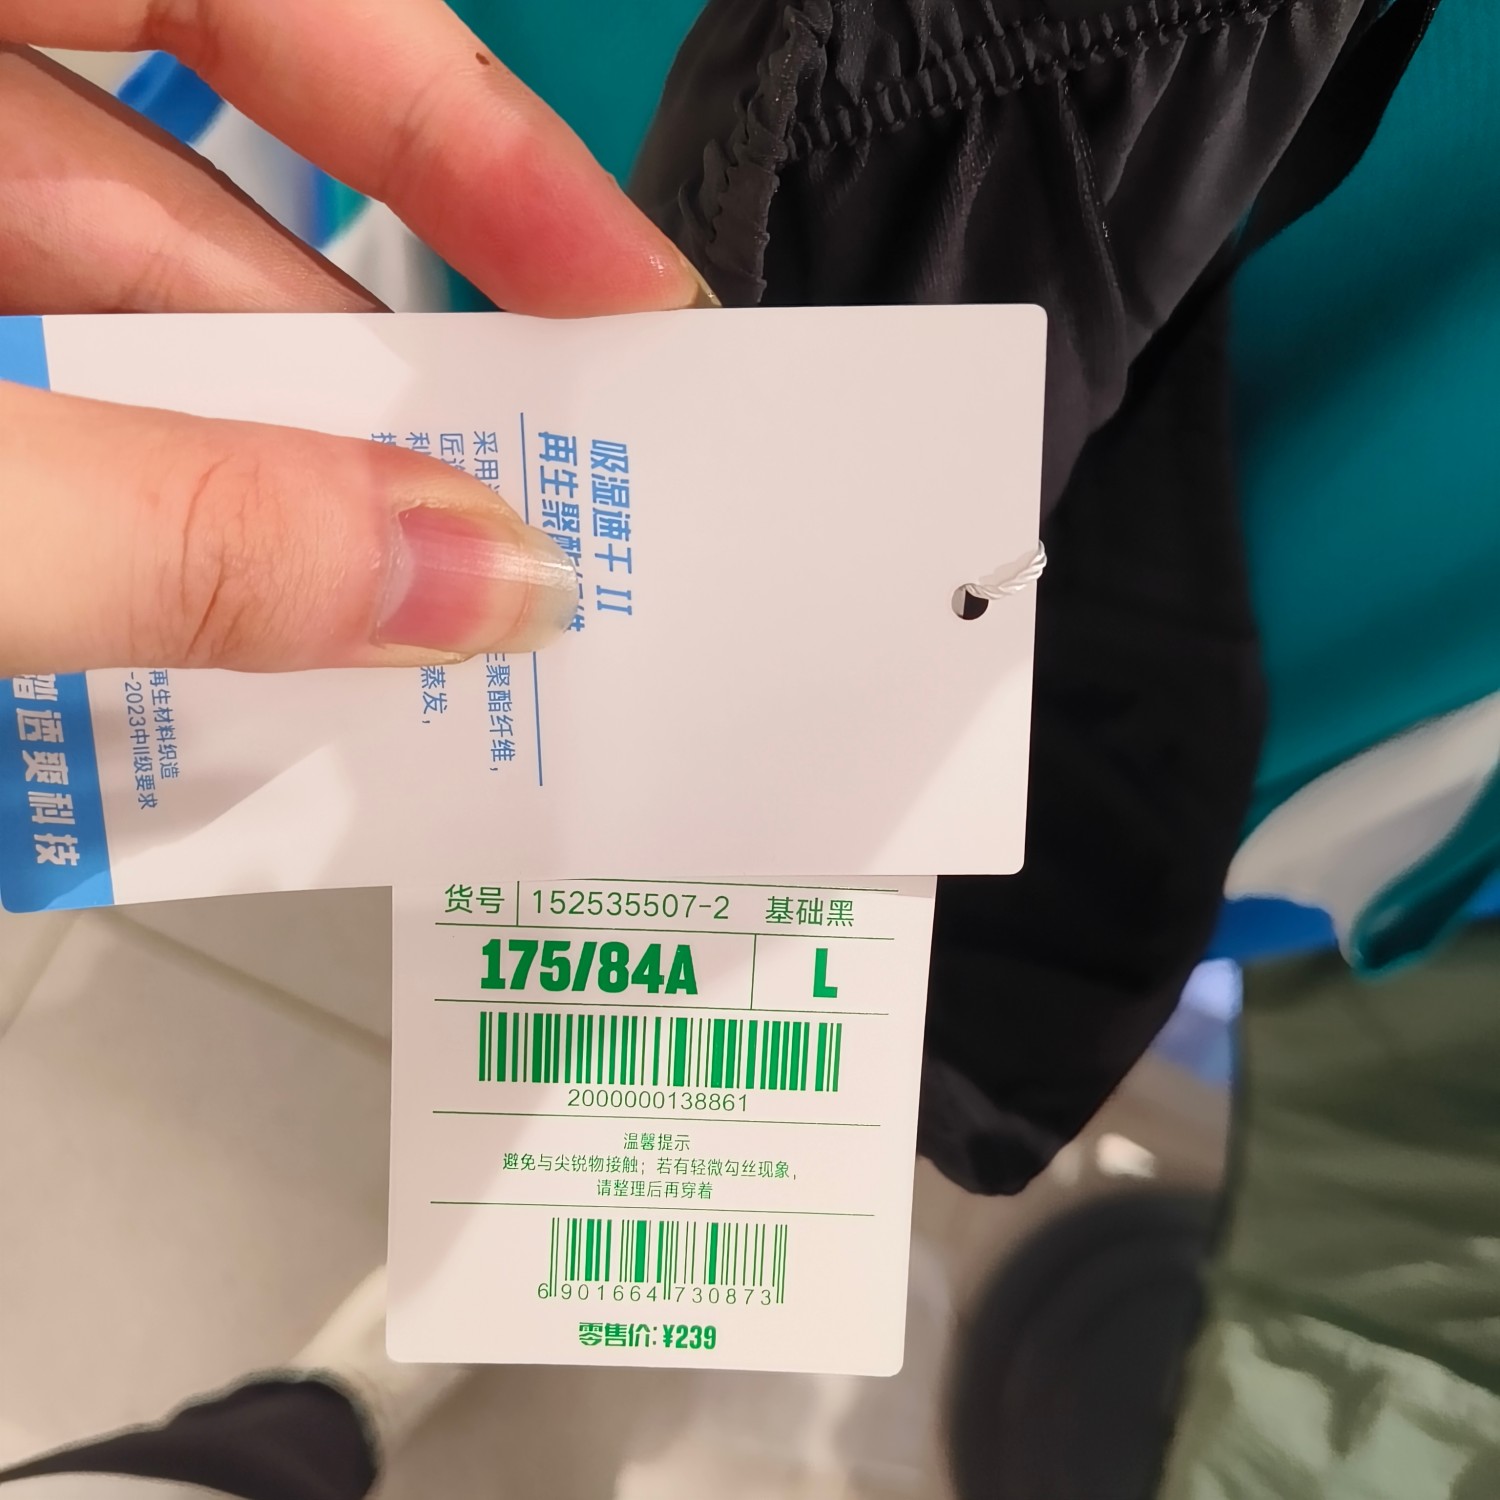 吸湿速干 II
再生聚酯纤维
采用
生聚酯纤维，
匠
利
蒸发，
再生材料织造
-2023中II级要求
踏酷爽科技
货号 152535507-2 基础黑
175/84A L
2000000138861
温馨提示
避免与尖锐物接触；若有轻微勾丝现象，
请整理后再穿着
6901664730873
零售价:¥239